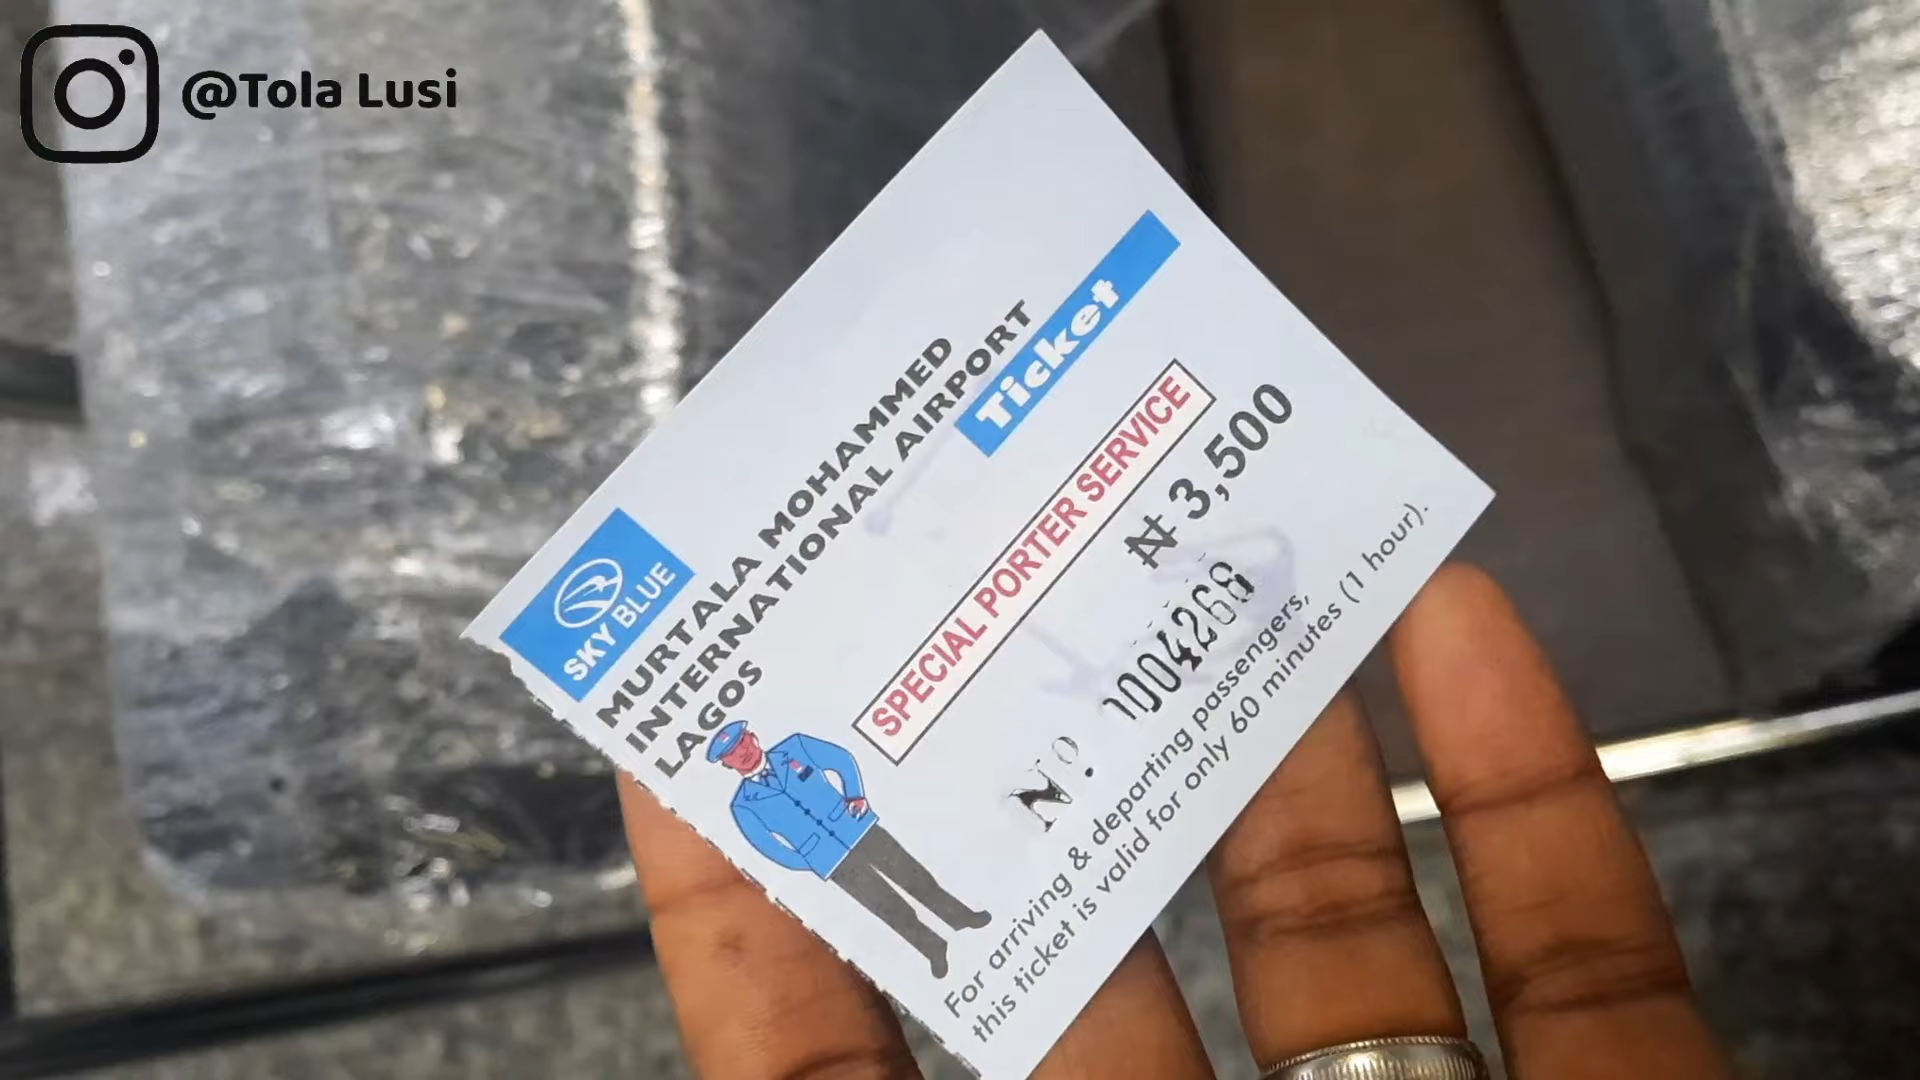 @Tola Lusi
SKY BLUE
MURTALA MOHAMMED
INTERNATIONAL AIRPORT
LAGOS
Ticket
SPECIAL PORTER SERVICE
₦ 3,500
Nº 1004268
For arriving & departing passengers,
this ticket is valid for only 60 minutes (1 hour).